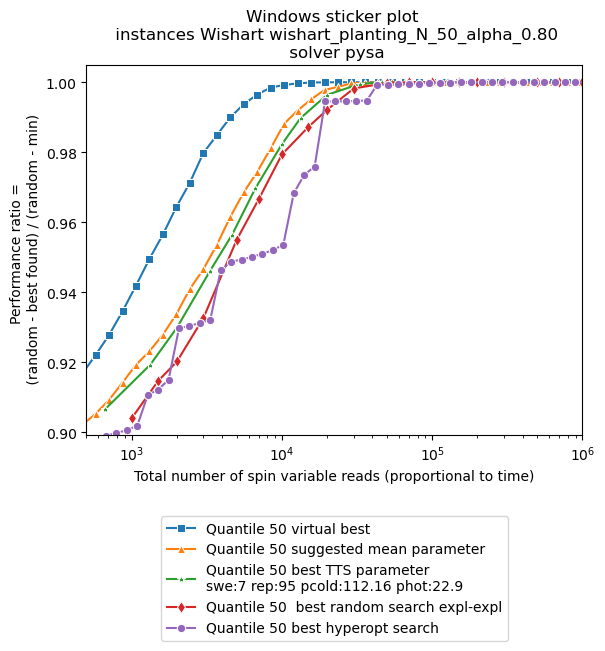 Windows sticker plot
instances Wishart wishart_planting_N_50_alpha_0.80
solver pysa
Performance ratio =
(random - best found) / (random - min)
1.00
0.98
0.96
0.94
0.92
0.90
10³ 10⁴ 10⁵ 10⁶
Total number of spin variable reads (proportional to time)
Quantile 50 virtual best
Quantile 50 suggested mean parameter
Quantile 50 best TTS parameter
swe:7 rep:95 pcold:112.16 phot:22.9
Quantile 50  best random search expl-expl
Quantile 50 best hyperopt search